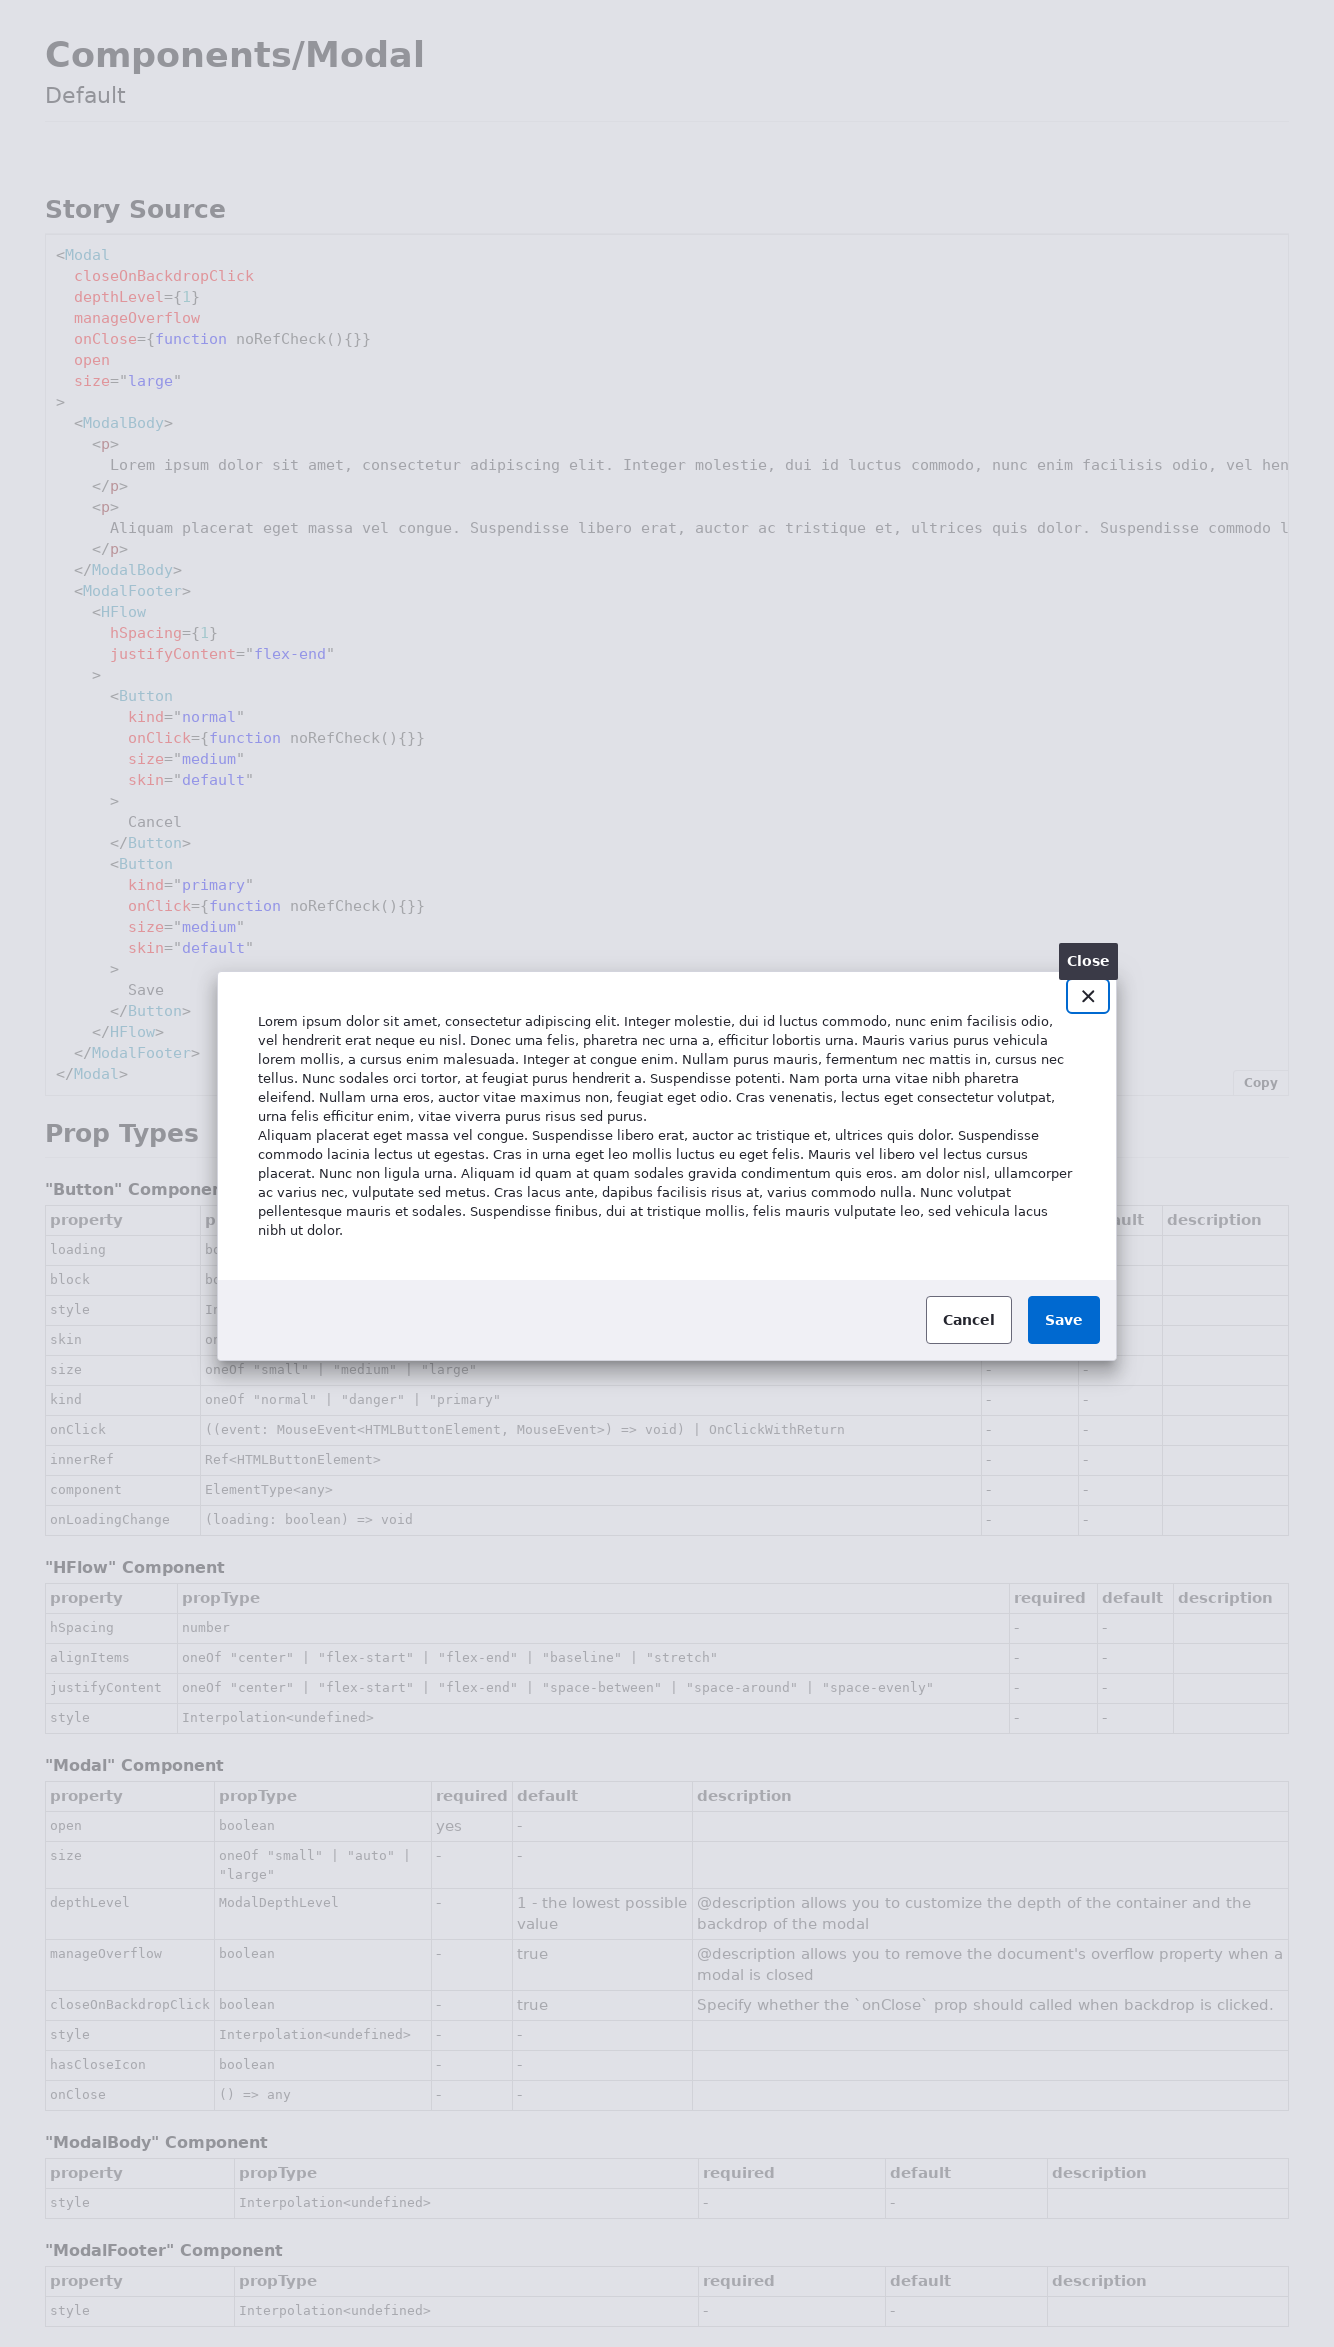 Components/Modal
Default
Story Source
<Modal
closeOnBackdropClick
depthLevel={1}
manageOverflow
onClose={function noRefCheck(){}}
open
size="large"
>
<ModalBody>
<p>
Lorem ipsum dolor sit amet, consectetur adipiscing elit. Integer molestie, dui id luctus commodo, nunc enim facilisis odio, vel hen
</p>
<p>
Aliquam placerat eget massa vel congue. Suspendisse libero erat, auctor ac tristique et, ultrices quis dolor. Suspendisse commodo l
</p>
</ModalBody>
<ModalFooter>
<HFlow
hSpacing={1}
justifyContent="flex-end"
>
<Button
kind="normal"
onClick={function noRefCheck(){}}
size="medium"
skin="default"
>
Cancel
</Button>
<Button
kind="primary"
onClick={function noRefCheck(){}}
size="medium"
skin="default"
>
Save
</Button>
</HFlow>
</ModalFooter>
</Modal>
Copy
Close
Lorem ipsum dolor sit amet, consectetur adipiscing elit. Integer molestie, dui id luctus commodo, nunc enim facilisis odio,
vel hendrerit erat neque eu nisl. Donec urna felis, pharetra nec urna a, efficitur lobortis urna. Mauris varius purus vehicula
lorem mollis, a cursus enim malesuada. Integer at congue enim. Nullam purus mauris, fermentum nec mattis in, cursus nec
tellus. Nunc sodales orci tortor, at feugiat purus hendrerit a. Suspendisse potenti. Nam porta urna vitae nibh pharetra
eleifend. Nullam urna eros, auctor vitae maximus non, feugiat eget odio. Cras venenatis, lectus eget consectetur volutpat,
urna felis efficitur enim, vitae viverra purus risus sed purus.
Aliquam placerat eget massa vel congue. Suspendisse libero erat, auctor ac tristique et, ultrices quis dolor. Suspendisse
commodo lacinia lectus ut egestas. Cras in urna eget leo mollis luctus eu eget felis. Mauris vel libero vel lectus cursus
placerat. Nunc non ligula urna. Aliquam id quam at quam sodales gravida condimentum quis eros. am dolor nisl, ullamcorper
ac varius nec, vulputate sed metus. Cras lacus ante, dapibus facilisis risus at, varius commodo nulla. Nunc volutpat
pellentesque mauris et sodales. Suspendisse finibus, dui at tristique mollis, felis mauris vulputate leo, sed vehicula lacus
nibh ut dolor.
Cancel Save
Prop Types
"Button" Componen
property p ault description
loading bo
block bo
style In
skin on
size oneOf "small" | "medium" | "large" - -
kind oneOf "normal" | "danger" | "primary" - -
onClick ((event: MouseEvent<HTMLButtonElement, MouseEvent>) => void) | OnClickWithReturn - -
innerRef Ref<HTMLButtonElement> - -
component ElementType<any> - -
onLoadingChange (loading: boolean) => void - -
"HFlow" Component
property propType required default description
hSpacing number - -
alignItems oneOf "center" | "flex-start" | "flex-end" | "baseline" | "stretch" - -
justifyContent oneOf "center" | "flex-start" | "flex-end" | "space-between" | "space-around" | "space-evenly" - -
style Interpolation<undefined> - -
"Modal" Component
property propType required default description
open boolean yes -
size oneOf "small" | "auto" | - -
"large"
depthLevel ModalDepthLevel - 1 - the lowest possible @description allows you to customize the depth of the container and the
value backdrop of the modal
manageOverflow boolean - true @description allows you to remove the document's overflow property when a
modal is closed
closeOnBackdropClick boolean - true Specify whether the `onClose` prop should called when backdrop is clicked.
style Interpolation<undefined> - -
hasCloseIcon boolean - -
onClose () => any - -
"ModalBody" Component
property propType required default description
style Interpolation<undefined> - -
"ModalFooter" Component
property propType required default description
style Interpolation<undefined> - -